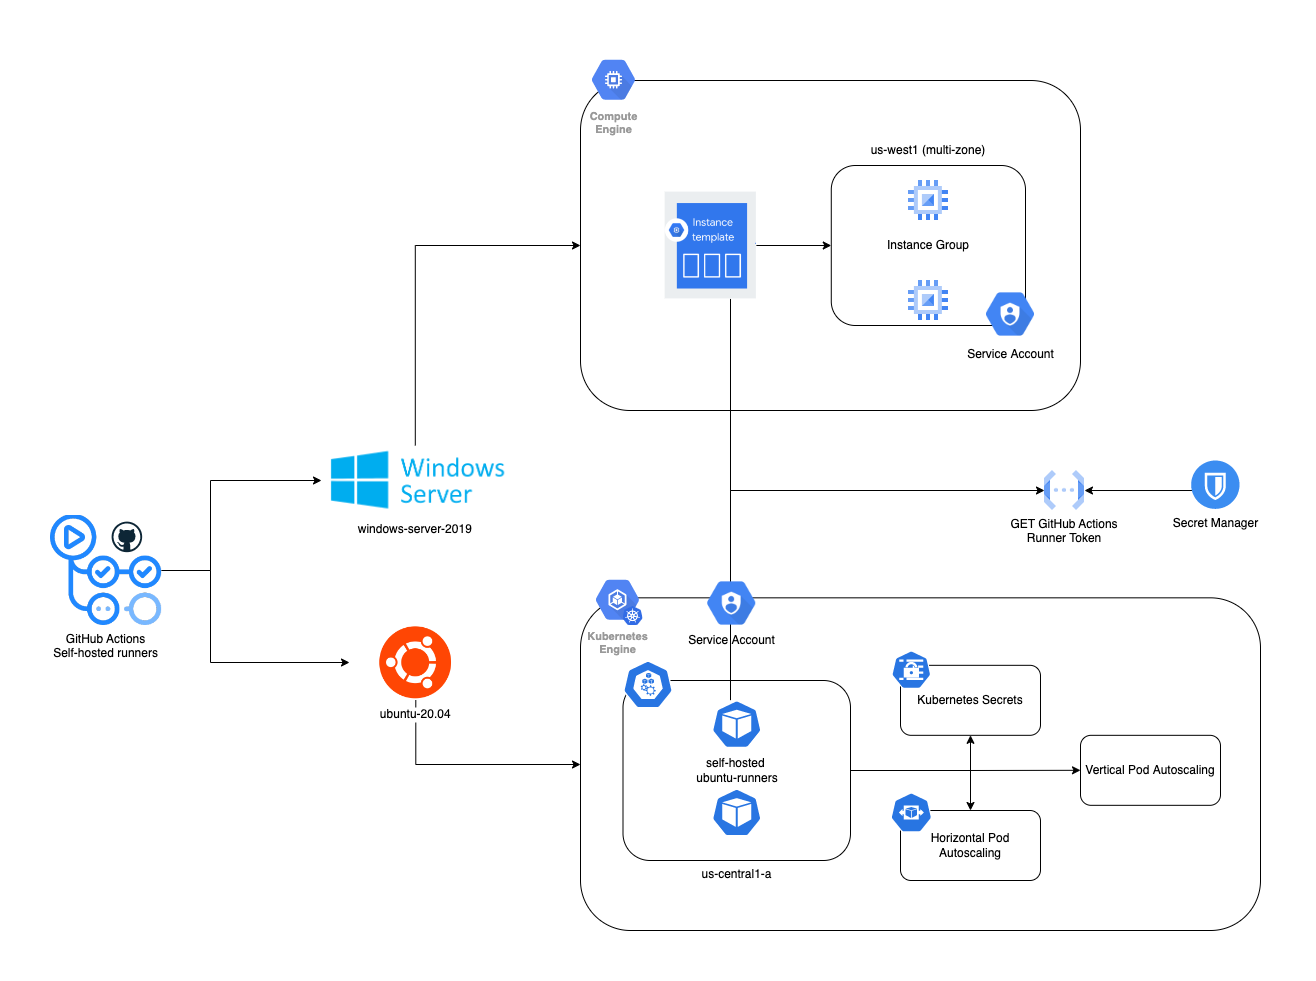 Compute
Engine
us-west1 (multi-zone)
Instance
template
Instance Group
Service Account
Windows
Server
windows-server-2019
GET GitHub Actions
Runner Token
Secret Manager
GitHub Actions
Self-hosted runners
ubuntu-20.04
Kubernetes
Engine
Service Account
self-hosted
ubuntu-runners
us-central1-a
Kubernetes Secrets
Vertical Pod Autoscaling
Horizontal Pod
Autoscaling